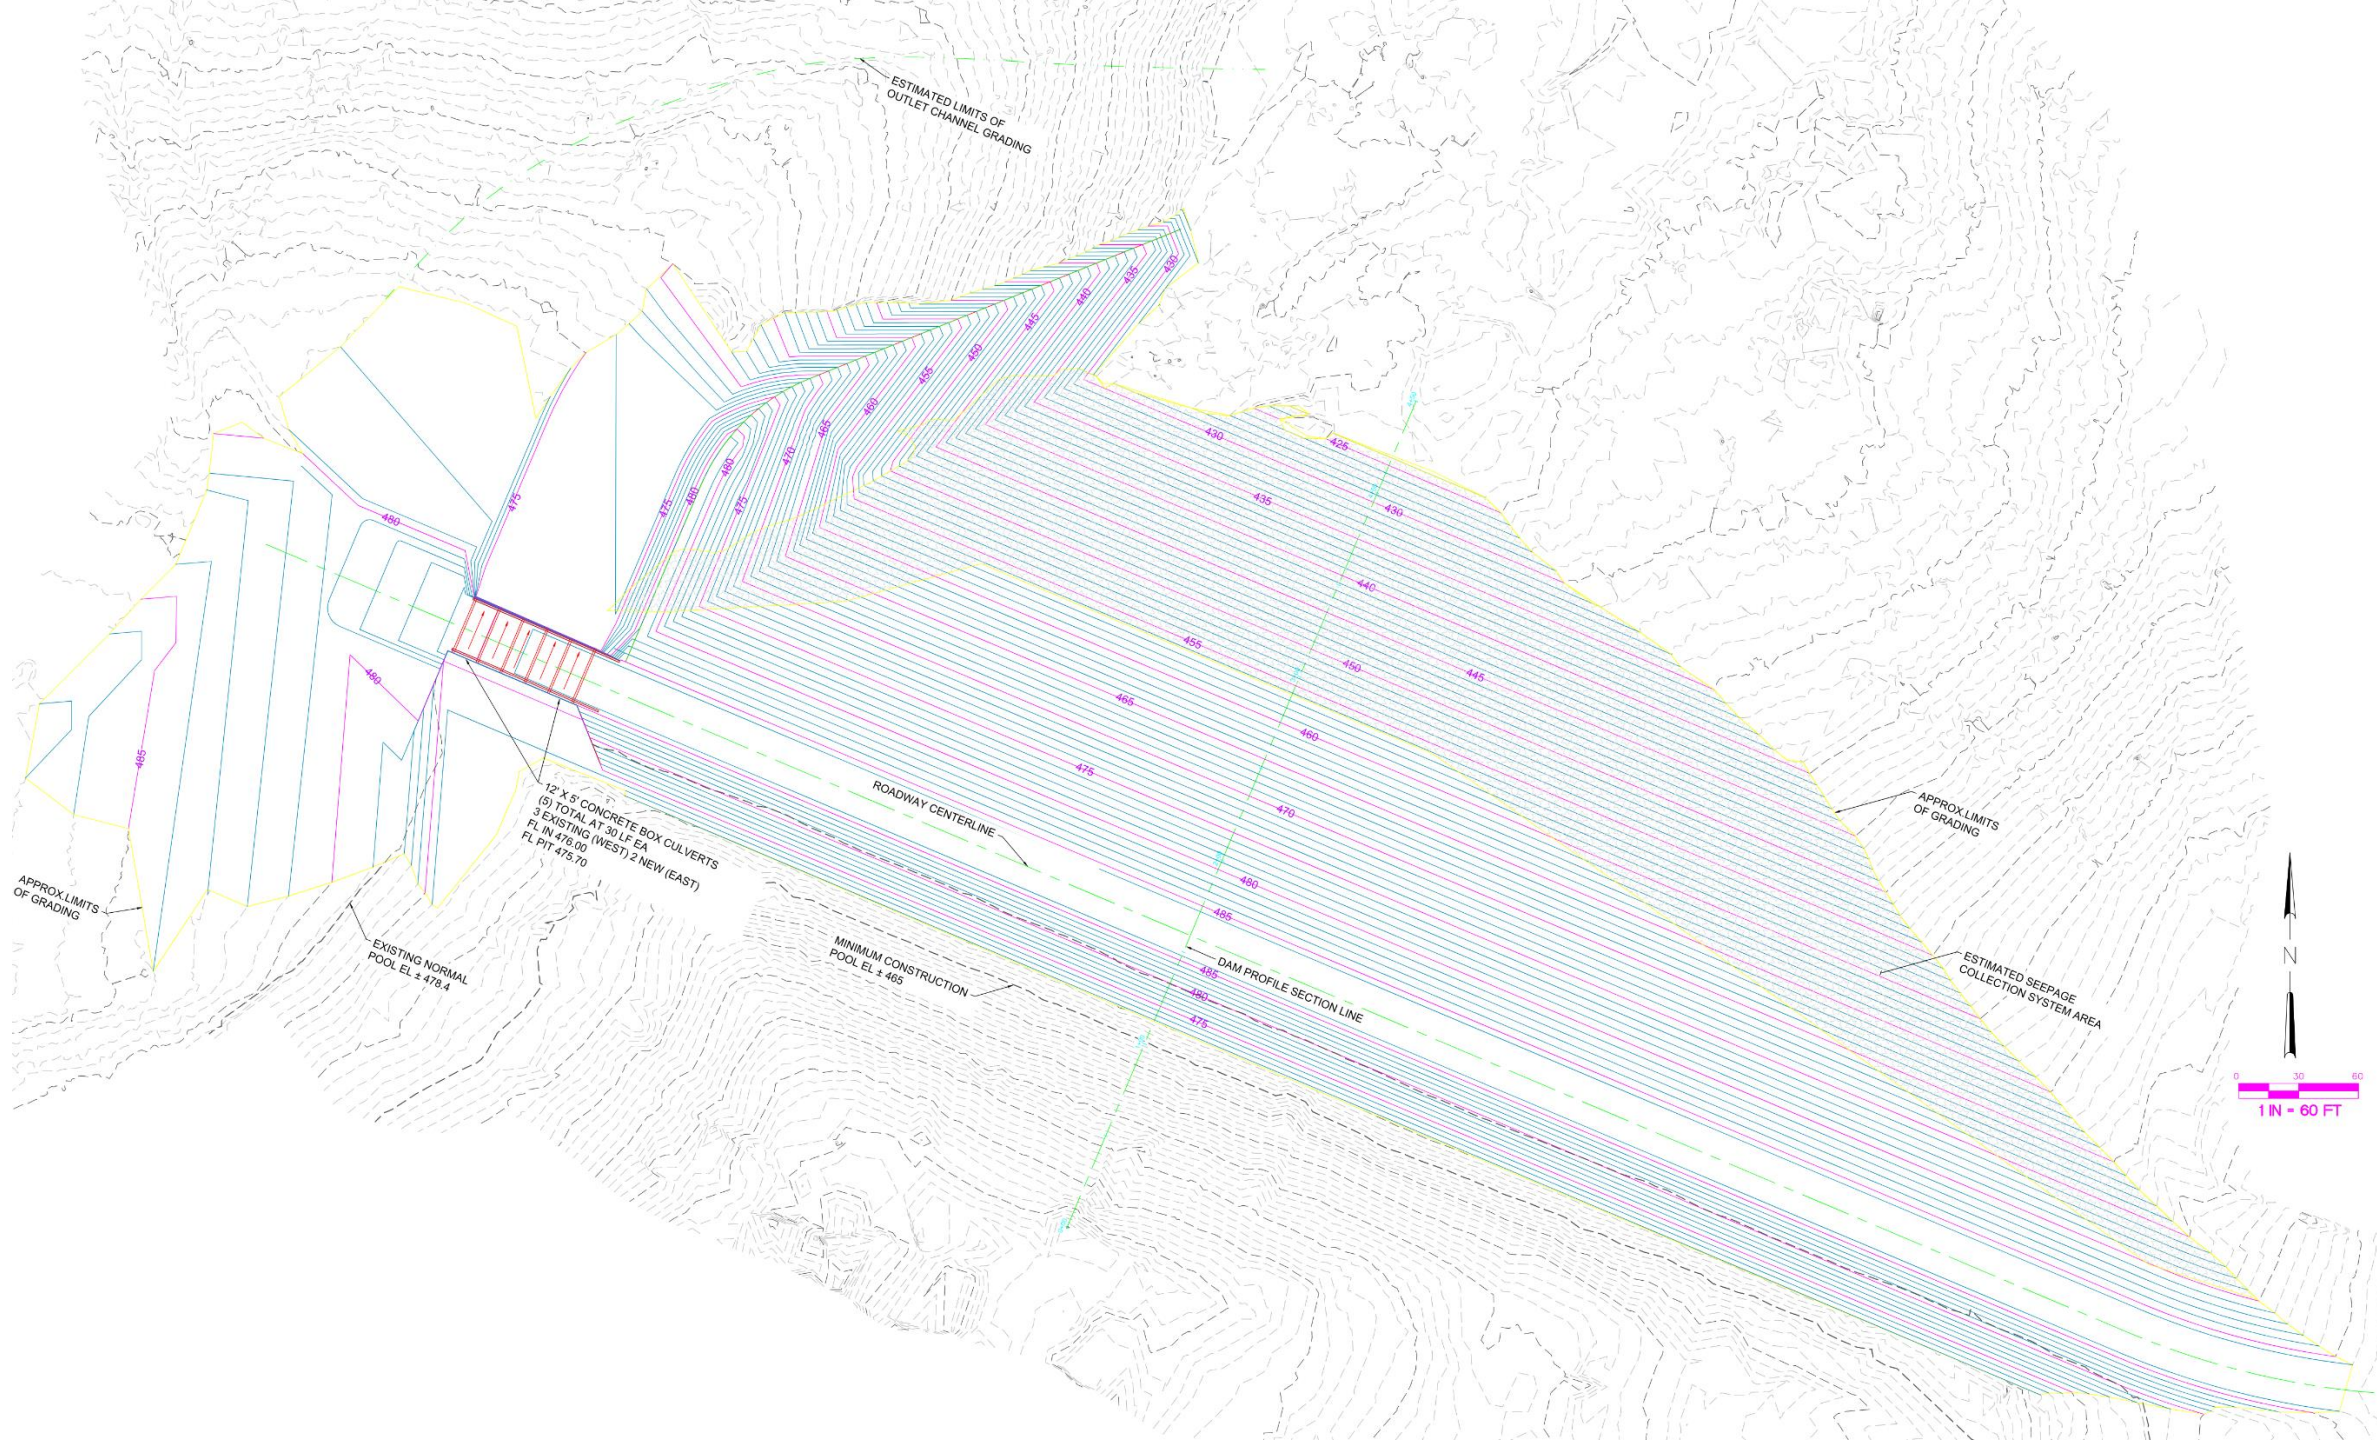 ESTIMATED LIMITS OF
OUTLET CHANNEL GRADING
430
435
440
445
450
455
460
465
470
480
475
480
475
475
480
430
425
435
430
440
455
450
445
465
460
475
470
480
485
485
480
475
480
485
ROADWAY CENTERLINE
12' X 5' CONCRETE BOX CULVERTS
(5) TOTAL AT 30 LF EA
3 EXISTING (WEST) 2 NEW (EAST)
FL IN 476.00
FL PIT 475.70
APPROX.LIMITS
OF GRADING
APPROX.LIMITS
OF GRADING
EXISTING NORMAL
POOL EL ± 478.4
MINIMUM CONSTRUCTION
POOL EL ± 465
DAM PROFILE SECTION LINE
ESTIMATED SEEPAGE
COLLECTION SYSTEM AREA
N
0 30 60
1 IN = 60 FT